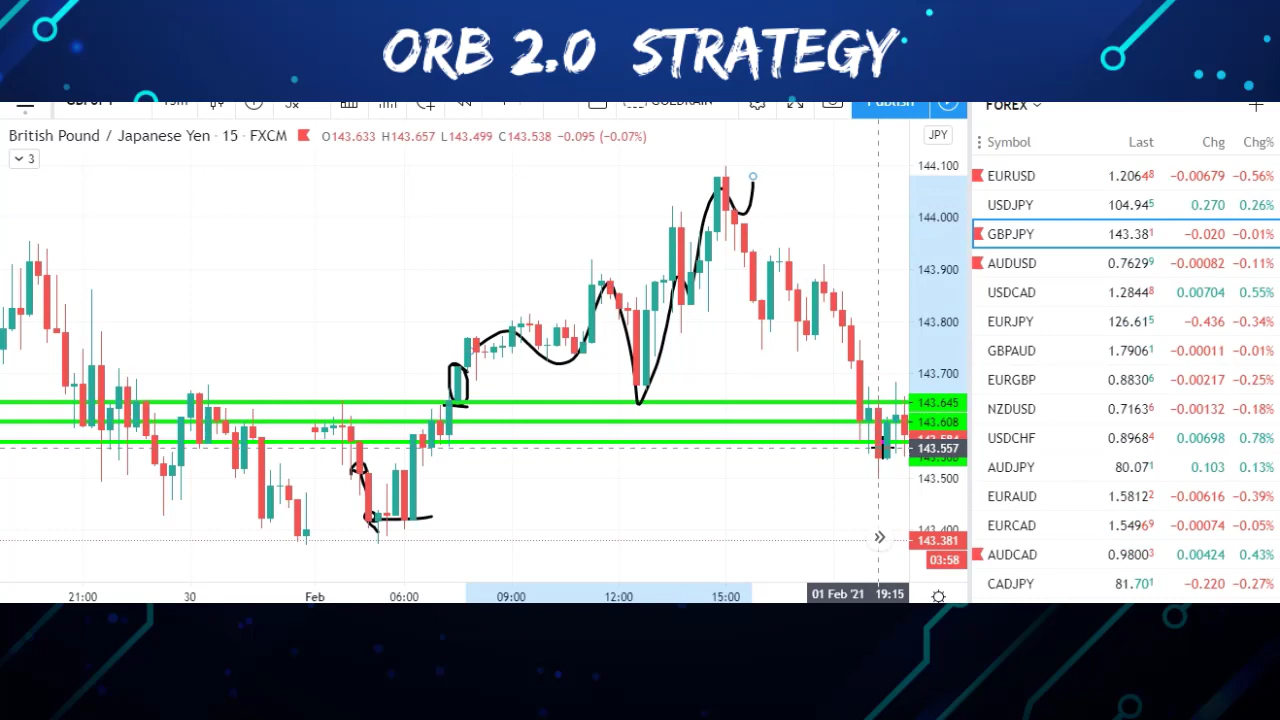 ORB 2.0 STRATEGY
Publish
FOREX
British Pound / Japanese Yen · 15 · FXCM O143.633 H143.657 L143.499 C143.538 −0.095 (−0.07%)
JPY
3
Symbol Last Chg Chg%
EURUSD 1.20648 −0.00679 −0.56%
USDJPY 104.945 0.270 0.26%
GBPJPY 143.381 −0.020 −0.01%
AUDUSD 0.76299 −0.00082 −0.11%
USDCAD 1.28448 0.00704 0.55%
EURJPY 126.615 −0.436 −0.34%
GBPAUD 1.79061 −0.00011 −0.01%
EURGBP 0.88306 −0.00217 −0.25%
NZDUSD 0.71636 −0.00132 −0.18%
USDCHF 0.89684 0.00698 0.78%
AUDJPY 80.071 0.103 0.13%
EURAUD 1.58122 −0.00616 −0.39%
EURCAD 1.54969 −0.00074 −0.05%
AUDCAD 0.98003 0.00424 0.43%
CADJPY 81.701 −0.220 −0.27%
144.100
144.000
143.900
143.800
143.700
143.645
143.608
143.557
143.500
143.400
143.381
03:58
21:00 30 Feb 06:00 09:00 12:00 15:00 01 Feb '21 19:15